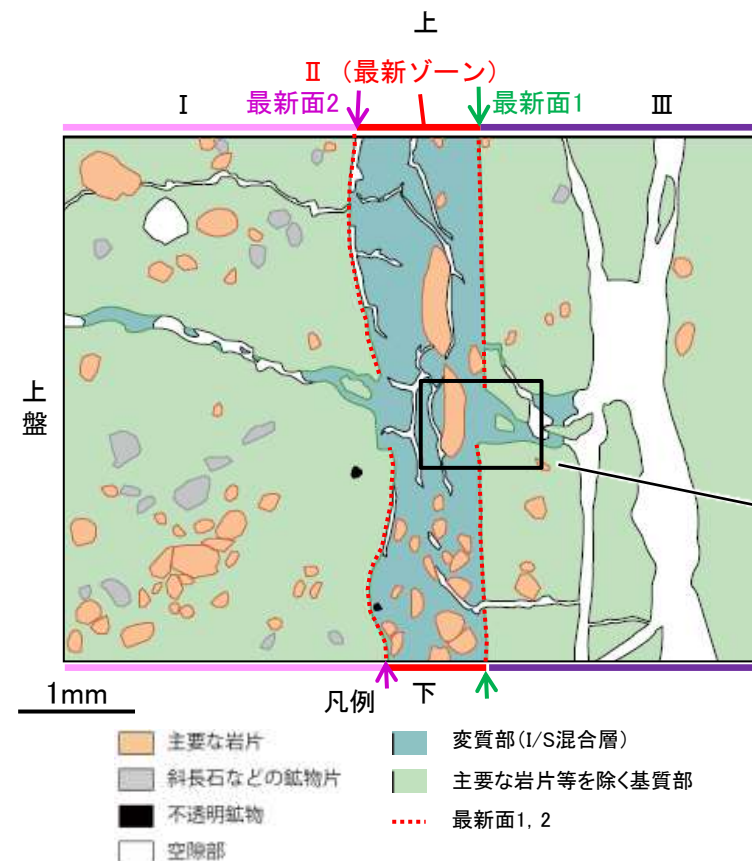 上
Ⅱ（最新ゾーン）
Ⅰ
最新面2
最新面1
Ⅲ
上盤
1mm
凡例
下
主要な岩片
変質部(I/S混合層)
斜長石などの鉱物片
主要な岩片等を除く基質部
不透明鉱物
最新面1, 2
空隙部